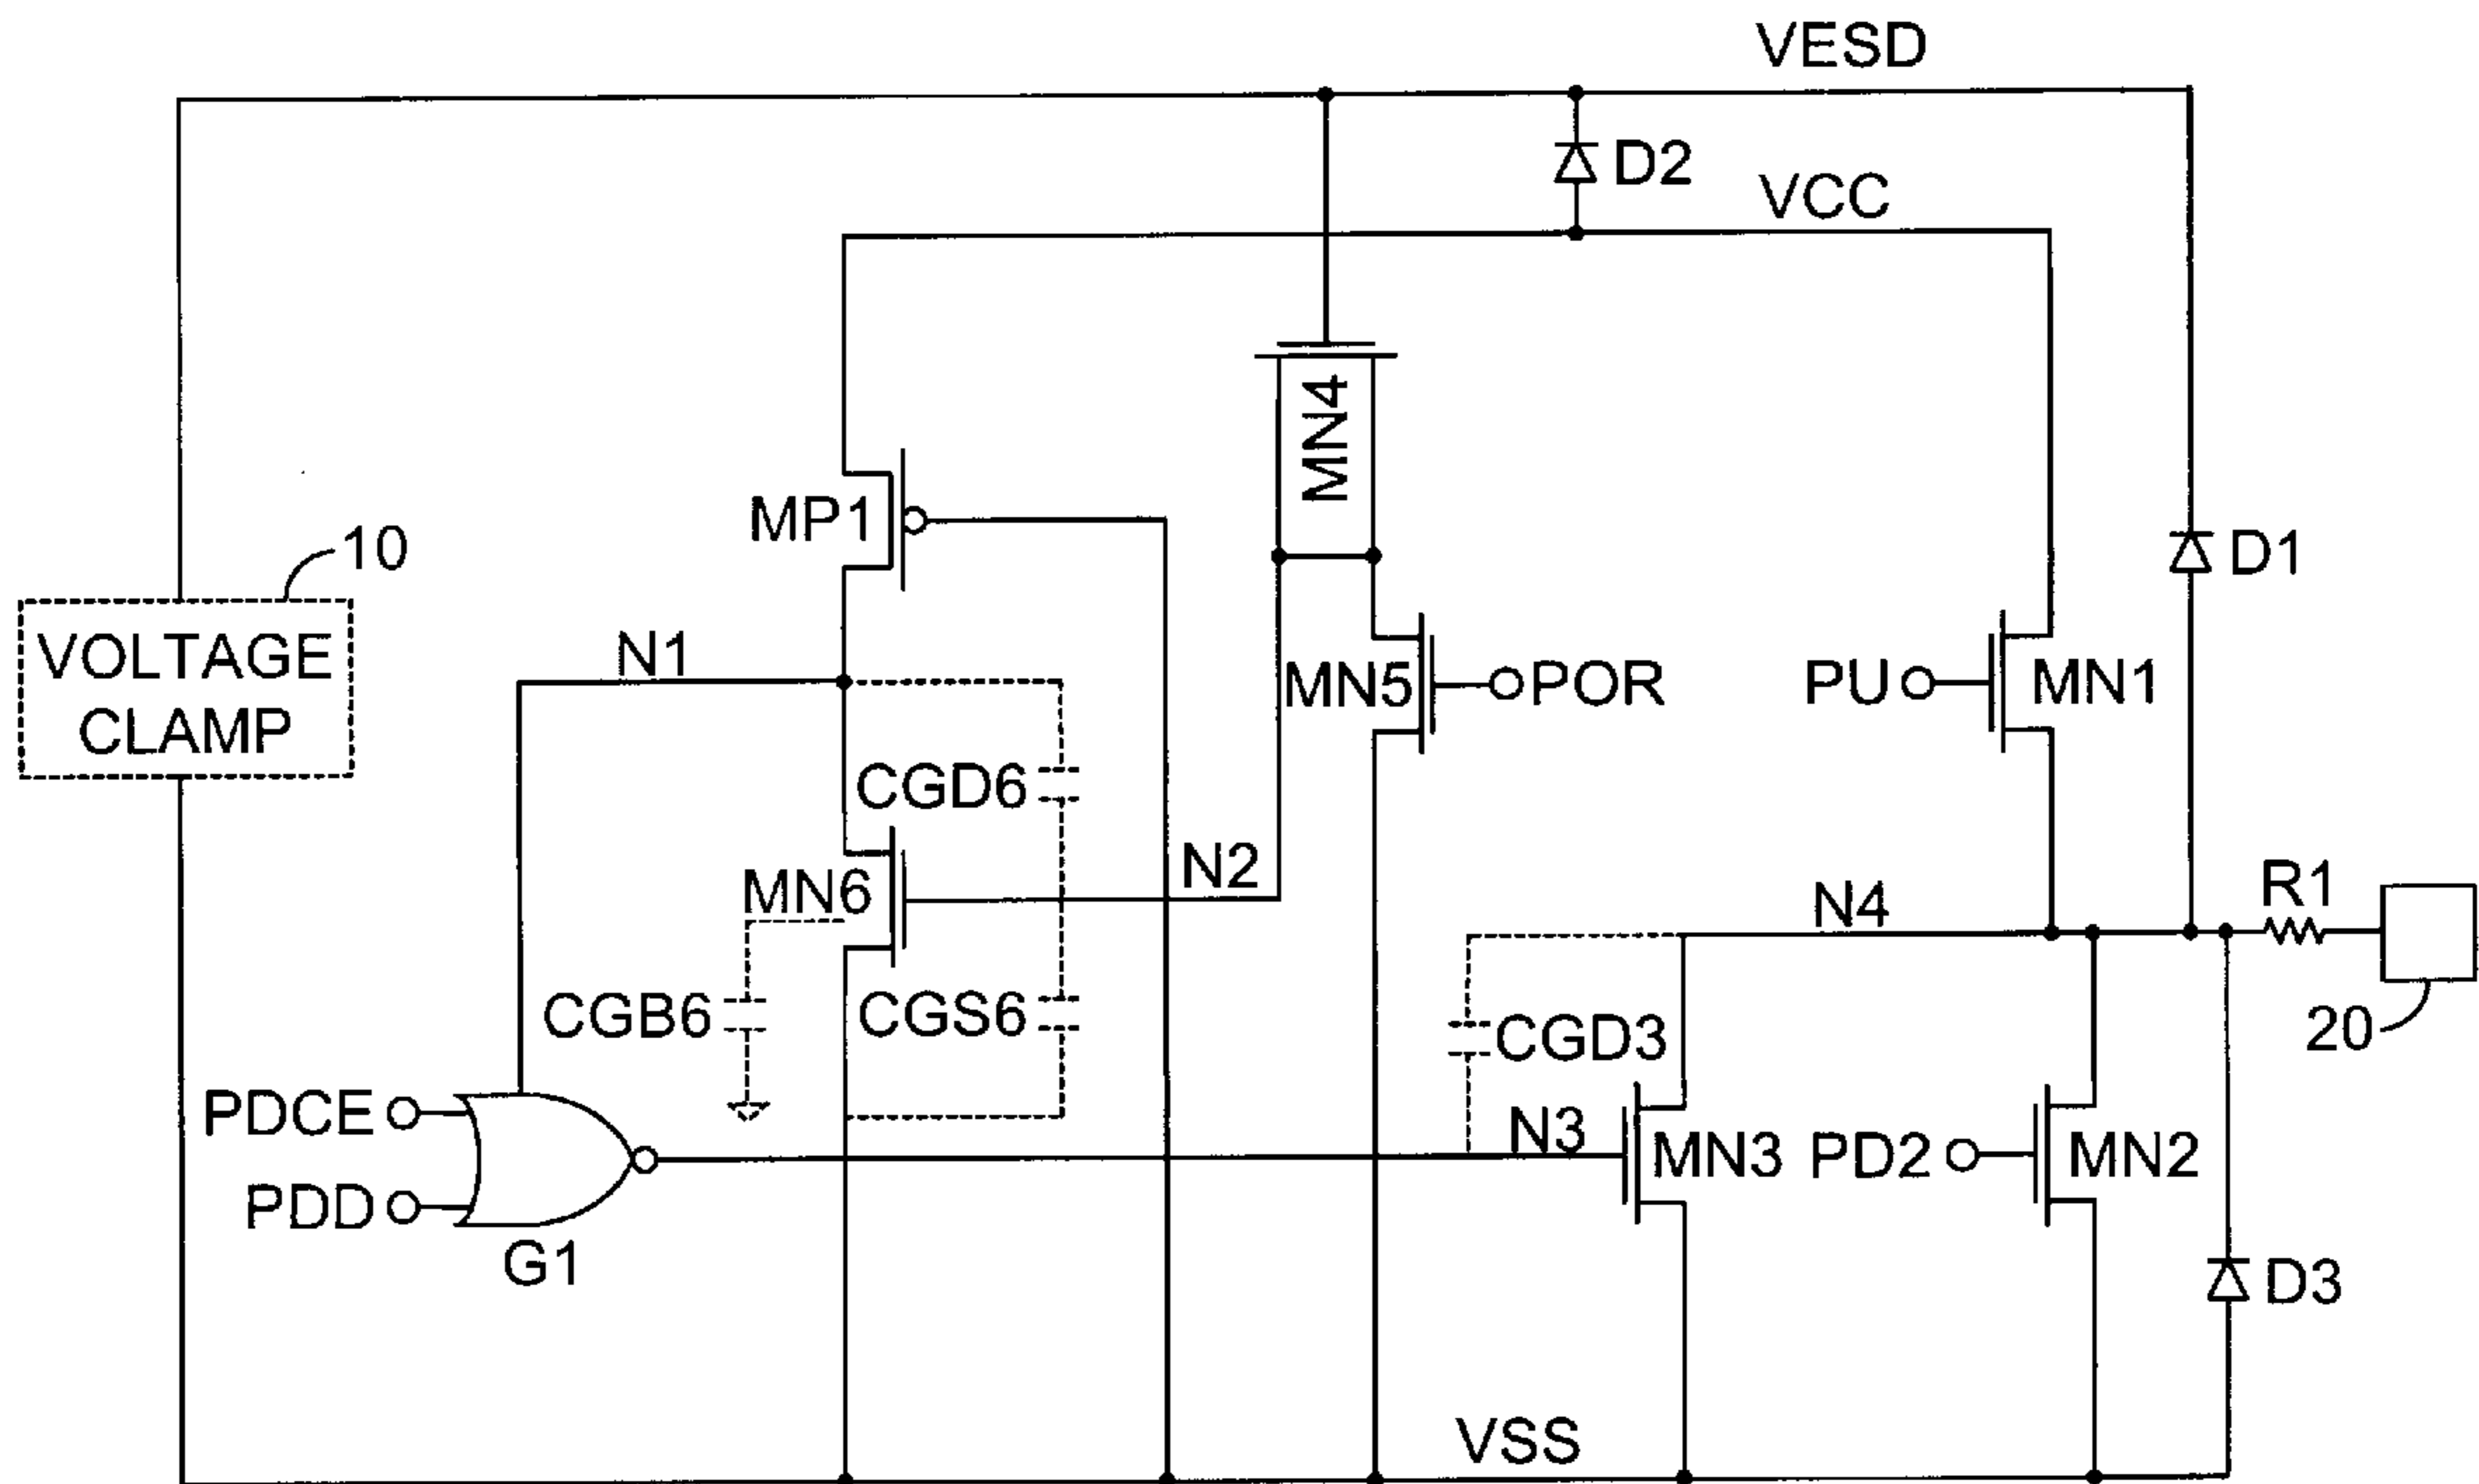 VESD
D2
VCC
MN4
MP1
10
D1
VOLTAGE
CLAMP
N1
MN5
POR
PU
MN1
CGD6
MN6
N2
N4
R1
CGB6
CGS6
CGD3
20
PDCE
N3
MN3
PD2
MN2
PDD
G1
D3
VSS